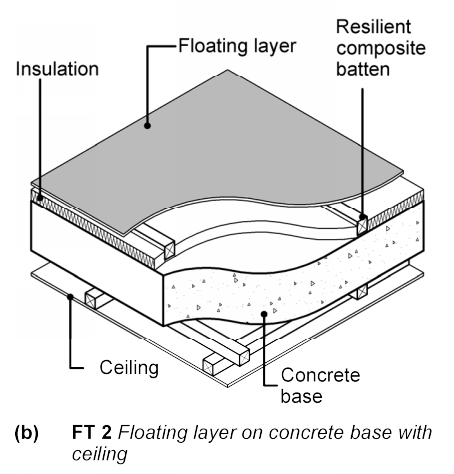 Floating layer
Resilient
composite
batten
Insulation
Ceiling
Concrete
base
(b) FT 2 Floating layer on concrete base with
ceiling